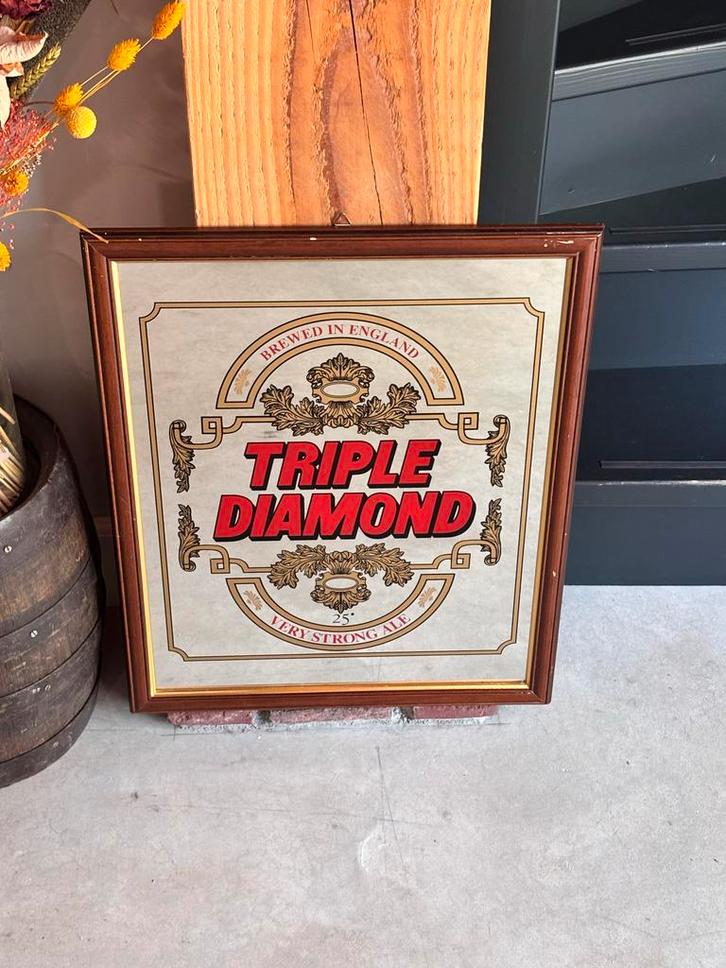 BREWED IN ENGLAND
TRIPLE
DIAMOND
25°
VERY STRONG ALE